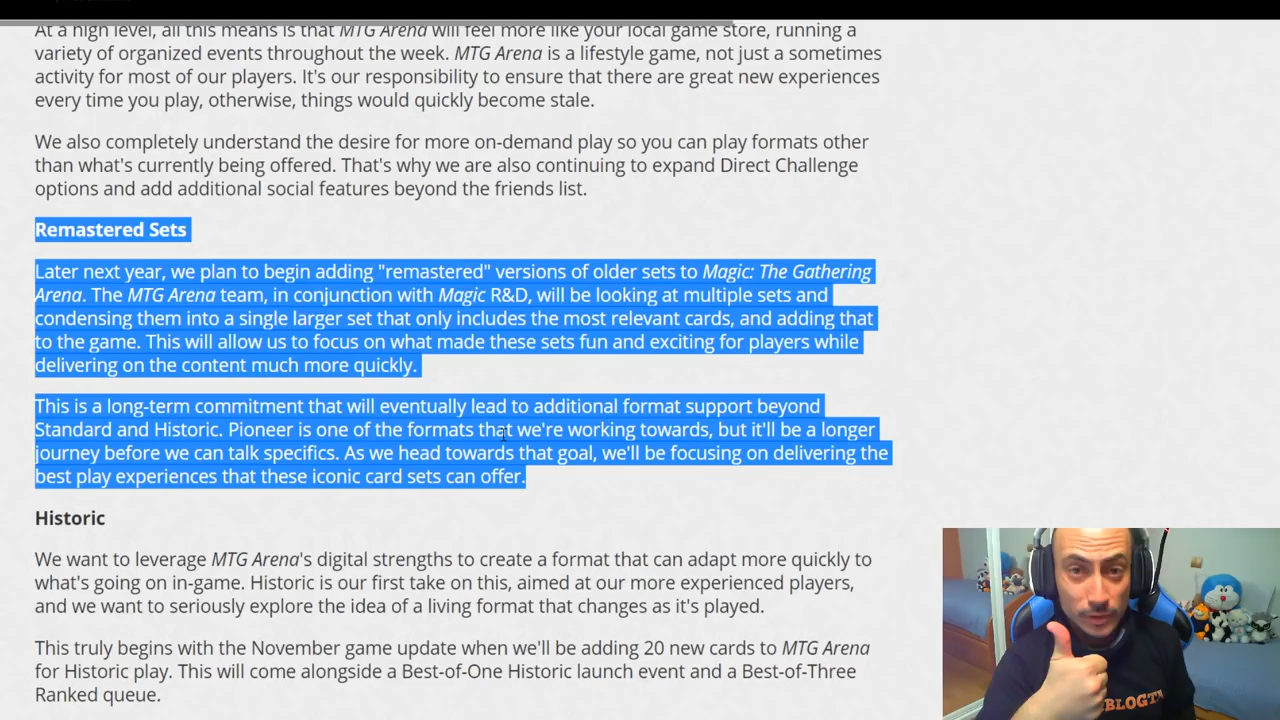 At a high level, all this means is that MTG Arena will feel more like your local game store, running a
variety of organized events throughout the week. MTG Arena is a lifestyle game, not just a sometimes
activity for most of our players. It's our responsibility to ensure that there are great new experiences
every time you play, otherwise, things would quickly become stale.
We also completely understand the desire for more on-demand play so you can play formats other
than what's currently being offered. That's why we are also continuing to expand Direct Challenge
options and add additional social features beyond the friends list.
Remastered Sets
Later next year, we plan to begin adding "remastered" versions of older sets to Magic: The Gathering
Arena. The MTG Arena team, in conjunction with Magic R&D, will be looking at multiple sets and
condensing them into a single larger set that only includes the most relevant cards, and adding that
to the game. This will allow us to focus on what made these sets fun and exciting for players while
delivering on the content much more quickly.
This is a long-term commitment that will eventually lead to additional format support beyond
Standard and Historic. Pioneer is one of the formats that we're working towards, but it'll be a longer
journey before we can talk specifics. As we head towards that goal, we'll be focusing on delivering the
best play experiences that these iconic card sets can offer.
Historic
We want to leverage MTG Arena's digital strengths to create a format that can adapt more quickly to
what's going on in-game. Historic is our first take on this, aimed at our more experienced players,
and we want to seriously explore the idea of a living format that changes as it's played.
This truly begins with the November game update when we'll be adding 20 new cards to MTG Arena
for Historic play. This will come alongside a Best-of-One Historic launch event and a Best-of-Three
Ranked queue.